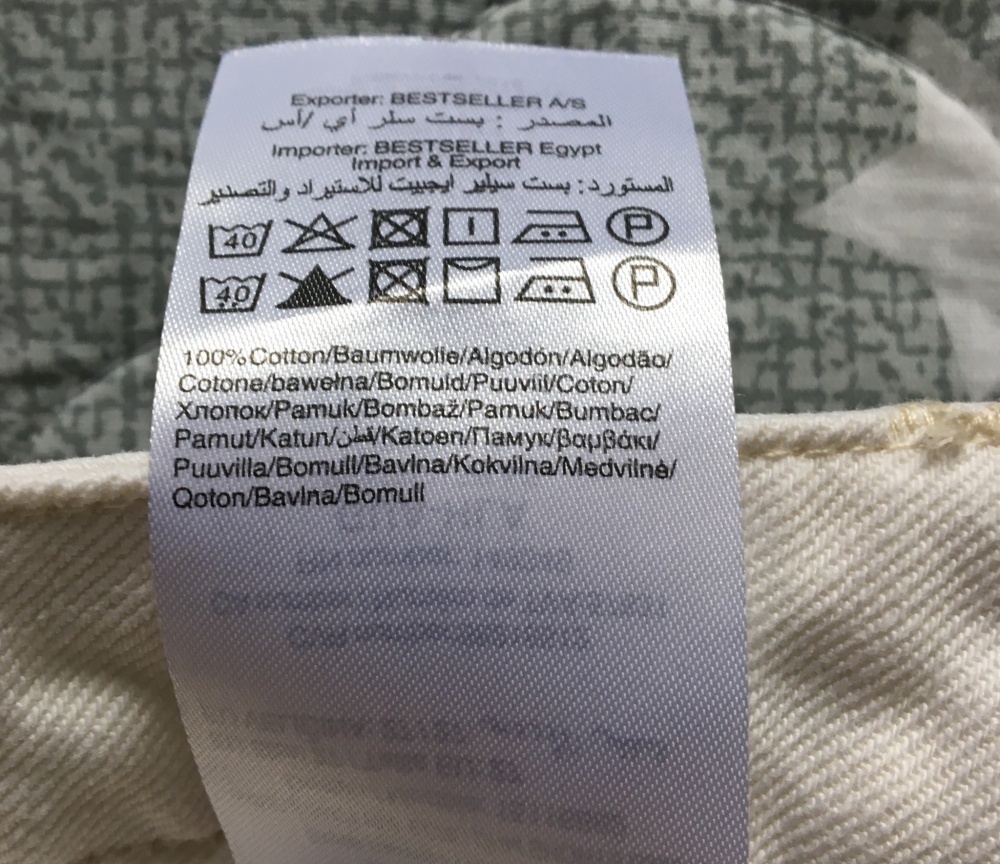 Exporter: BESTSELLER A/S
المصدر : بست سلر أي /أس
Importer: BESTSELLER Egypt
Import & Export
المستورد: بست سيلير ايجيبت للاستيراد والتصدير
40 P
40 P
100%Cotton/Baumwolle/Algodón/Algodão/
Cotone/bawełna/Bomuld/Puuvill/Coton/
Хлопок/Pamuk/Bombaž/Pamuk/Bumbac/
Pamut/Katun/قطن/Katoen/Памук/βαμβάκι/
Puuvilla/Bomull/Bavlna/Kokvilna/Medvilnė/
Qoton/Bavlna/Bomull